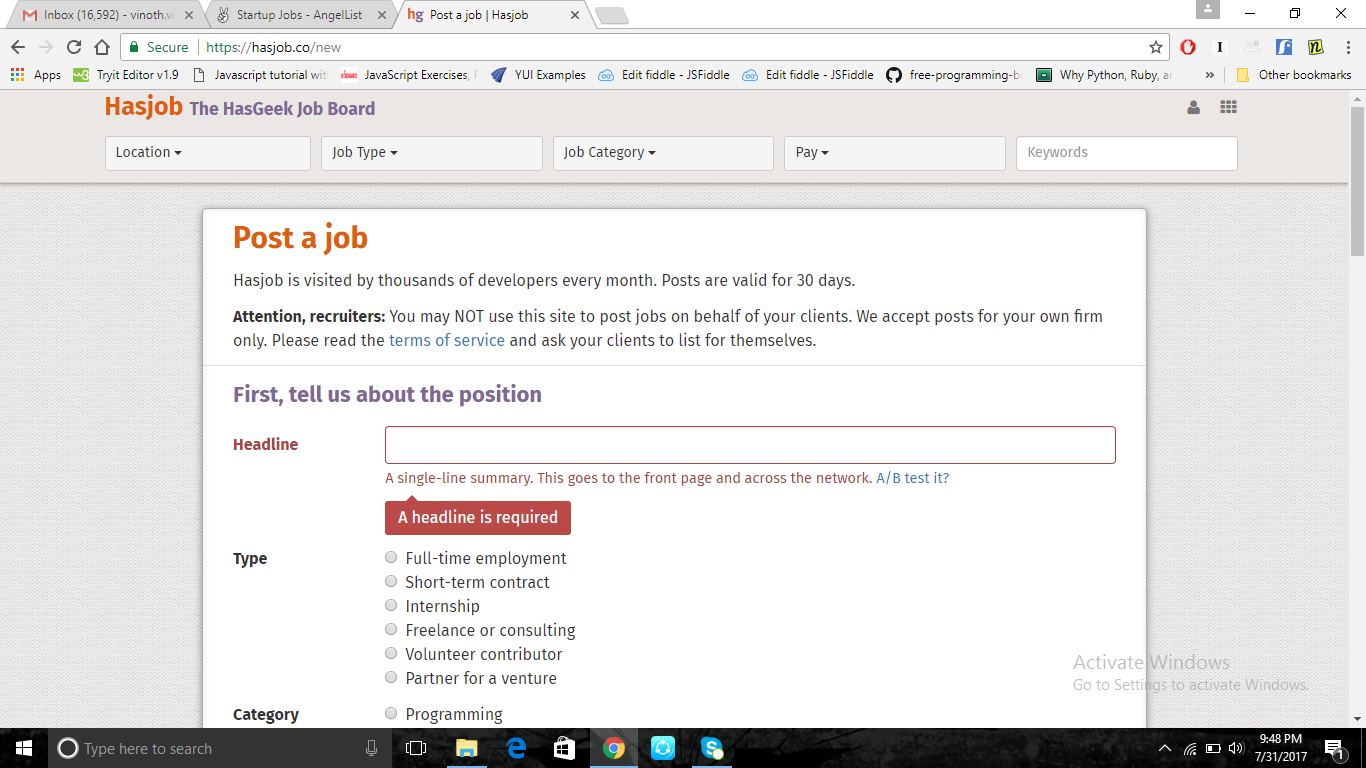 Inbox (16,592) - vinoth.vi
Startup Jobs - AngelList
Post a job | Hasjob
Secure
https://hasjob.co/new
Apps
Tryit Editor v1.9
Javascript tutorial wit
JavaScript Exercises,
YUI Examples
Edit fiddle - JSFiddle
Edit fiddle - JSFiddle
free-programming-b
Why Python, Ruby, a
»
Other bookmarks
Hasjob The HasGeek Job Board
Location
Job Type
Job Category
Pay
Keywords
Post a job
Hasjob is visited by thousands of developers every month. Posts are valid for 30 days.
Attention, recruiters: You may NOT use this site to post jobs on behalf of your clients. We accept posts for your own firm
only. Please read the terms of service and ask your clients to list for themselves.
First, tell us about the position
Headline
A single-line summary. This goes to the front page and across the network. A/B test it?
A headline is required
Type
Full-time employment
Short-term contract
Internship
Freelance or consulting
Volunteer contributor
Partner for a venture
Category
Programming
Activate Windows
Go to Settings to activate Windows.
Type here to search
9:48 PM
7/31/2017
1